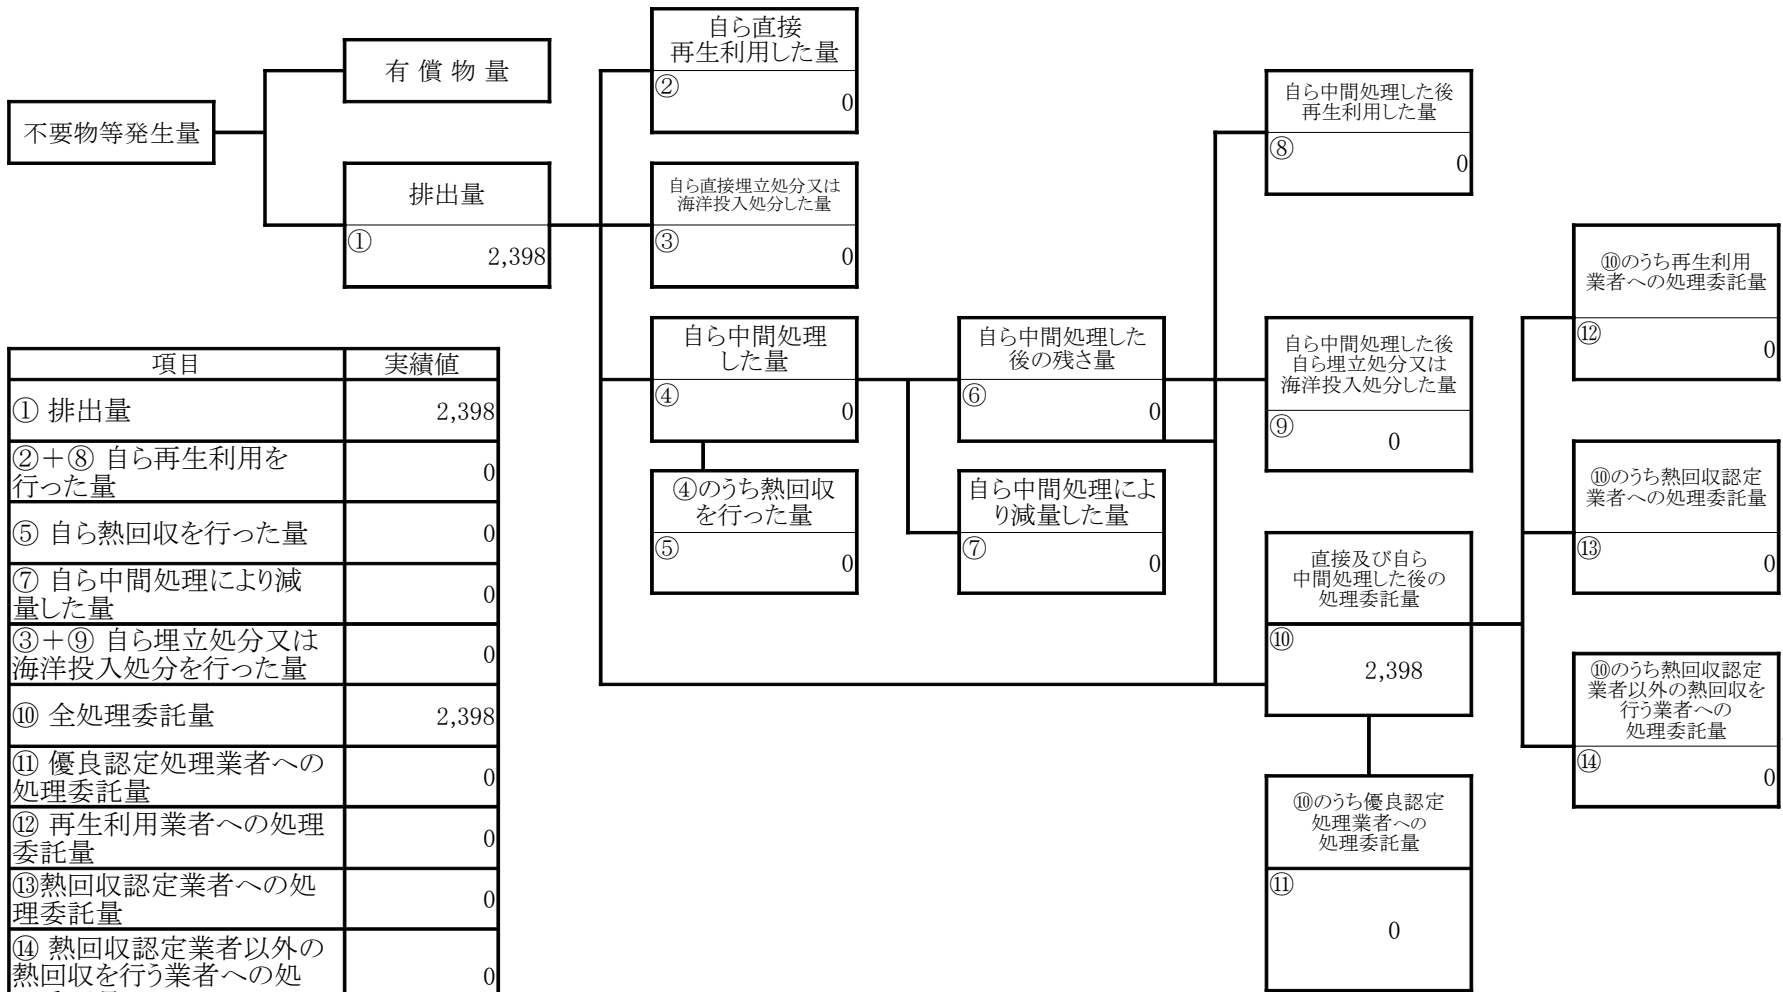 不要物等発生量
有 償 物 量
排出量
①
2,398
自ら直接
再生利用した量
②
0
自ら直接埋立処分又は
海洋投入処分した量
③
0
自ら中間処理
した量
④
0
④のうち熱回収
を行った量
⑤
0
自ら中間処理した
後の残さ量
⑥
0
自ら中間処理によ
り減量した量
⑦
0
自ら中間処理した後
再生利用した量
⑧
0
自ら中間処理した後
自ら埋立処分又は
海洋投入処分した量
⑨
0
直接及び自ら
中間処理した後の
処理委託量
⑩
2,398
⑩のうち優良認定
処理業者への
処理委託量
⑪
0
⑩のうち再生利用
業者への処理委託量
⑫
0
⑩のうち熱回収認定
業者への処理委託量
⑬
0
⑩のうち熱回収認定
業者以外の熱回収を
行う業者への
処理委託量
⑭
0
項目 実績値
① 排出量 2,398
②＋⑧ 自ら再生利用を
行った量 0
⑤ 自ら熱回収を行った量 0
⑦ 自ら中間処理により減
量した量 0
③＋⑨ 自ら埋立処分又は
海洋投入処分を行った量 0
⑩ 全処理委託量 2,398
⑪ 優良認定処理業者への
処理委託量 0
⑫ 再生利用業者への処理
委託量 0
⑬熱回収認定業者への処
理委託量 0
⑭ 熱回収認定業者以外の
熱回収を行う業者への処 0